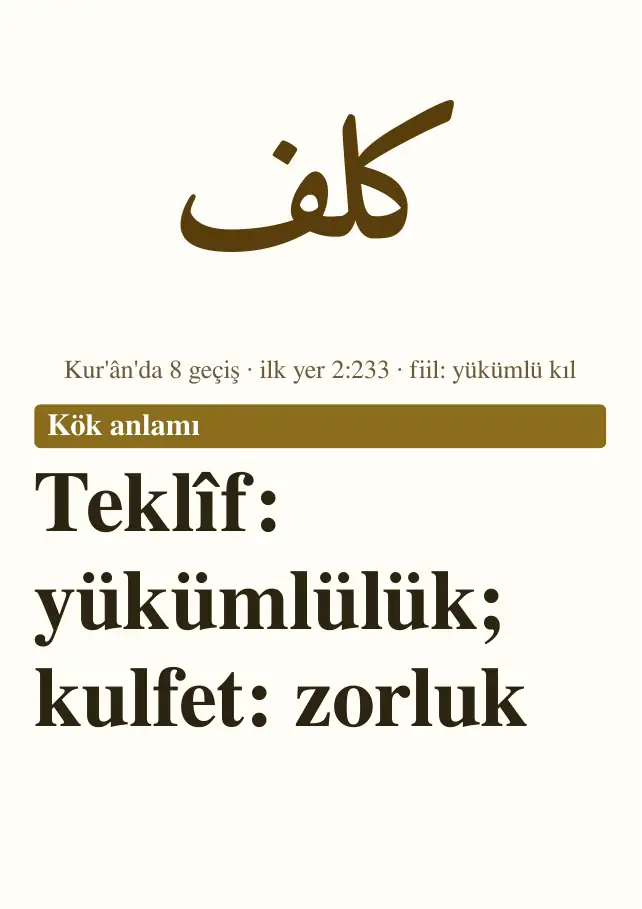 كلف
Kur'ân'da 8 geçiş · ilk yer 2:233 · fiil: yükümlü kıl
Kök anlamı
Teklîf:
yükümlülük;
kulfet: zorluk